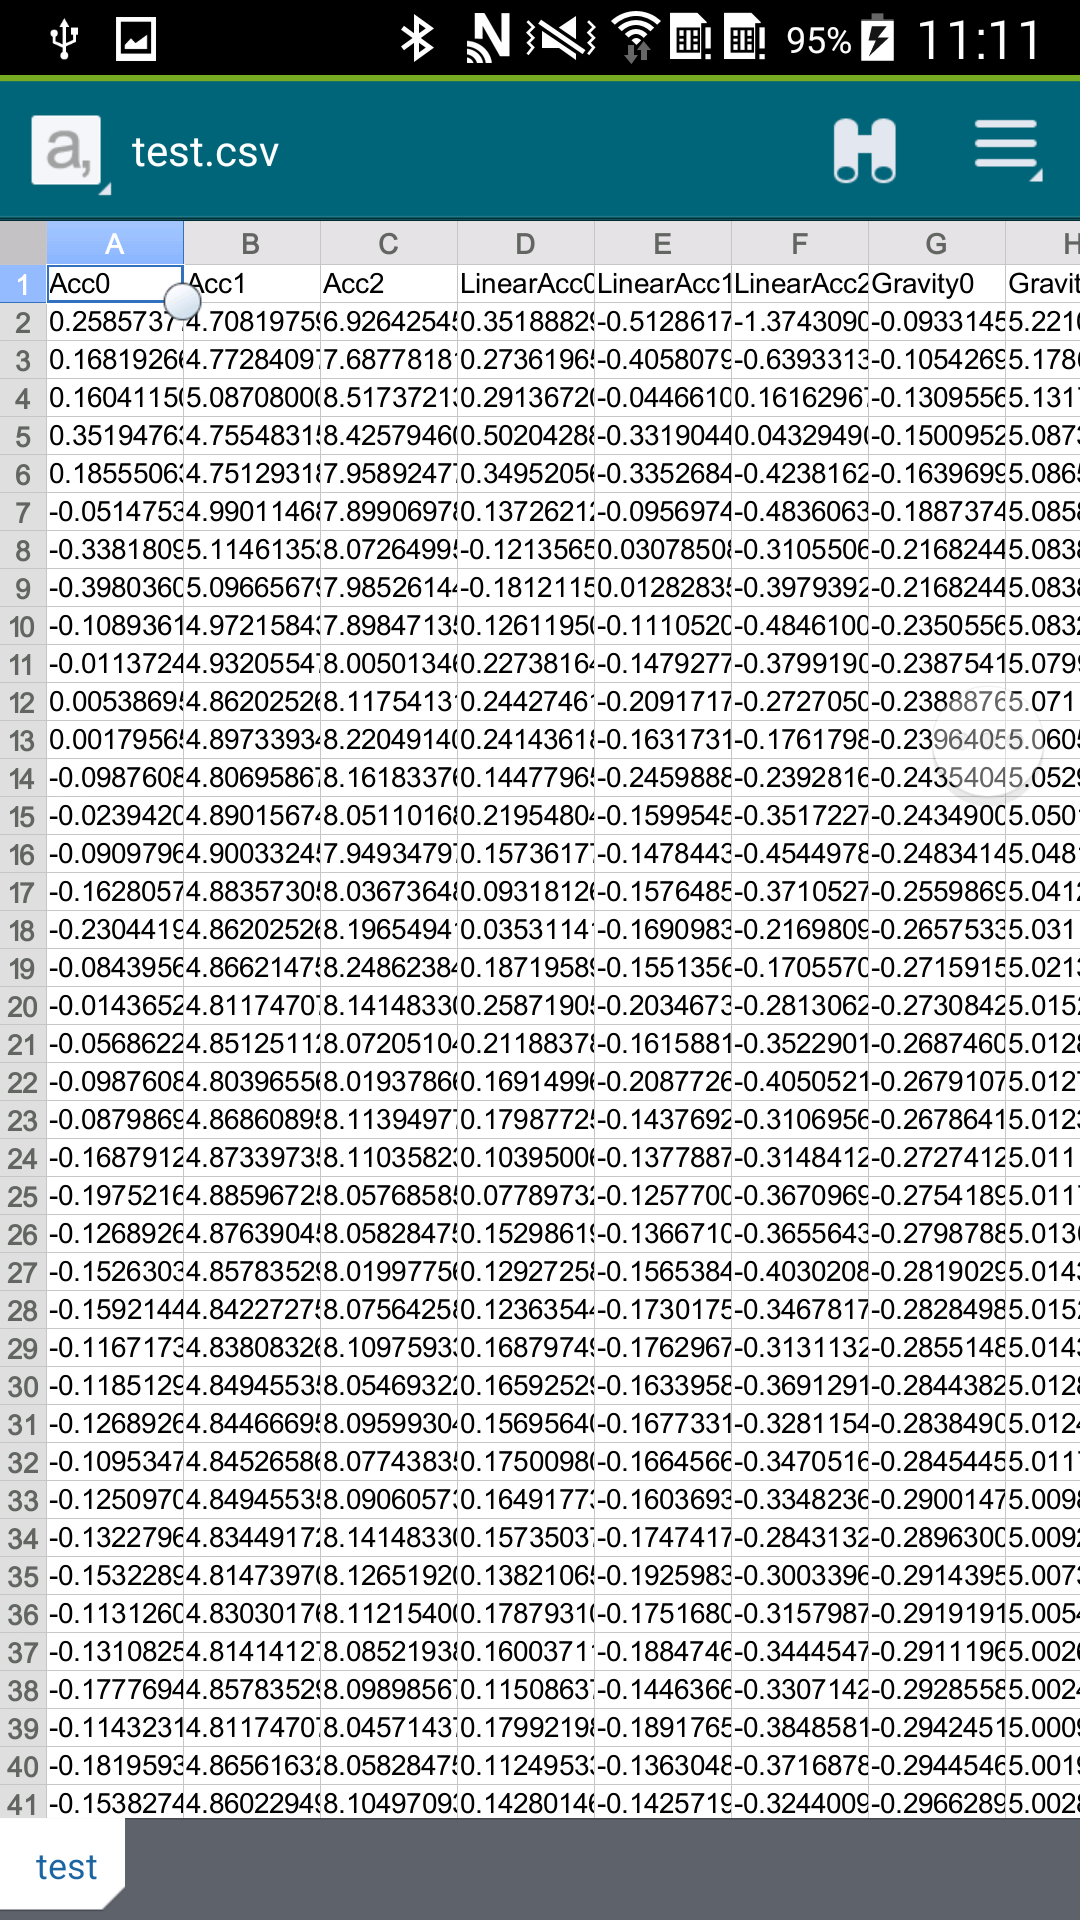 95% 11:11
a, test.csv
A B C D E F G H
1 Acc0 Acc1 Acc2 LinearAcc0 LinearAcc1 LinearAcc2 Gravity0 Gravit
2 0.2585737 4.7081975 6.9264254 0.3518882 -0.5128617 -1.3743090 -0.0933145 5.221
3 0.1681926 4.7728409 7.6877818 0.2736196 -0.4058079 -0.6393313 -0.1054269 5.178
4 0.1604115 5.0870800 8.5173721 0.2913672 -0.0446610 0.1616296 -0.1309556 5.131
5 0.3519476 4.7554831 8.4257946 0.5020428 -0.3319044 0.0432949 -0.1500952 5.087
6 0.1855506 4.7512931 7.9589247 0.3495205 -0.3352684 -0.4238162 -0.1639699 5.086
7 -0.0514753 4.9901146 7.8990697 0.1372621 -0.0956974 -0.4836063 -0.1887374 5.085
8 -0.3381809 5.1146135 8.0726499 -0.1213565 0.0307850 -0.3105506 -0.2168244 5.083
9 -0.3980360 5.0966567 7.9852614 -0.1812115 0.0128283 -0.3979392 -0.2168244 5.083
10 -0.1089361 4.9721584 7.8984713 0.1261195 -0.1110520 -0.4846100 -0.2350556 5.083
11 -0.0113724 4.9320554 8.0050134 0.2273816 -0.1479277 -0.3799190 -0.2387541 5.079
12 0.0053869 4.8620252 8.1175413 0.2442746 -0.2091717 -0.2727050 -0.2388876 5.071
13 0.0017956 4.8973393 8.2204914 0.2414361 -0.1631731 -0.1761798 -0.2396405 5.060
14 -0.0987608 4.8069586 8.1618337 0.1447796 -0.2459888 -0.2392816 -0.2435404 5.052
15 -0.0239420 4.8901567 8.0511016 0.2195480 -0.1599545 -0.3517227 -0.2434900 5.050
16 -0.0909796 4.9003324 7.9493479 0.1573617 -0.1478443 -0.4544978 -0.2483414 5.048
17 -0.1628057 4.8835730 8.0367364 0.0931812 -0.1576485 -0.3710527 -0.2559869 5.041
18 -0.2304419 4.8620252 8.1965494 0.0353114 -0.1690983 -0.2169809 -0.2657533 5.031
19 -0.0843956 4.8662147 8.2486238 0.1871958 -0.1551356 -0.1705570 -0.2715915 5.021
20 -0.0143652 4.8117470 8.1414833 0.2587190 -0.2034673 -0.2813062 -0.2730842 5.015
21 -0.0568622 4.8512511 8.0720510 0.2118837 -0.1615881 -0.3522901 -0.2687460 5.012
22 -0.0987608 4.8039655 8.0193786 0.1691499 -0.2087726 -0.4050521 -0.2679107 5.012
23 -0.0879869 4.8686089 8.1139497 0.1798772 -0.1437692 -0.3106956 -0.2678641 5.012
24 -0.1687912 4.8733973 8.1103582 0.1039500 -0.1377887 -0.3148412 -0.2727412 5.011
25 -0.1975216 4.8859672 8.0576858 0.0778973 -0.1257700 -0.3670969 -0.2754189 5.011
26 -0.1268926 4.8763904 8.0582847 0.1529861 -0.1366710 -0.3655643 -0.2798788 5.013
27 -0.1526303 4.8578352 8.0199775 0.1292725 -0.1565384 -0.4030208 -0.2819029 5.014
28 -0.1592144 4.8422727 8.0756425 0.1236354 -0.1730175 -0.3467817 -0.2828498 5.015
29 -0.1167173 4.8380832 8.1097593 0.1687974 -0.1762967 -0.3131132 -0.2855148 5.014
30 -0.1185129 4.8494553 8.0546932 0.1659252 -0.1633958 -0.3691291 -0.2844382 5.012
31 -0.1268926 4.8446669 8.0959930 0.1569564 -0.1677331 -0.3281154 -0.2838490 5.012
32 -0.1095347 4.8452658 8.0774383 0.1750098 -0.1664566 -0.3470516 -0.2845445 5.011
33 -0.1250970 4.8494553 8.0906057 0.1649177 -0.1603693 -0.3348236 -0.2900147 5.009
34 -0.1322796 4.8344917 8.1414833 0.1573503 -0.1747417 -0.2843132 -0.2896300 5.009
35 -0.1532289 4.8147397 8.1265192 0.1382106 -0.1925983 -0.3003396 -0.2914395 5.007
36 -0.1131260 4.8303017 8.1121540 0.1787931 -0.1751680 -0.3157987 -0.2919191 5.005
37 -0.1310825 4.8141412 8.0852193 0.1600371 -0.1884746 -0.3444547 -0.2911196 5.002
38 -0.1777694 4.8578352 8.0989856 0.1150863 -0.1446366 -0.3307142 -0.2928558 5.002
39 -0.1143231 4.8117470 8.0457143 0.1799219 -0.1891765 -0.3848581 -0.2942451 5.000
40 -0.1819593 4.8656163 8.0582847 0.1124953 -0.1363048 -0.3716878 -0.2944546 5.001
41 -0.1538274 4.8602294 8.1049709 0.1428014 -0.1425719 -0.3244009 -0.2966289 5.002
test